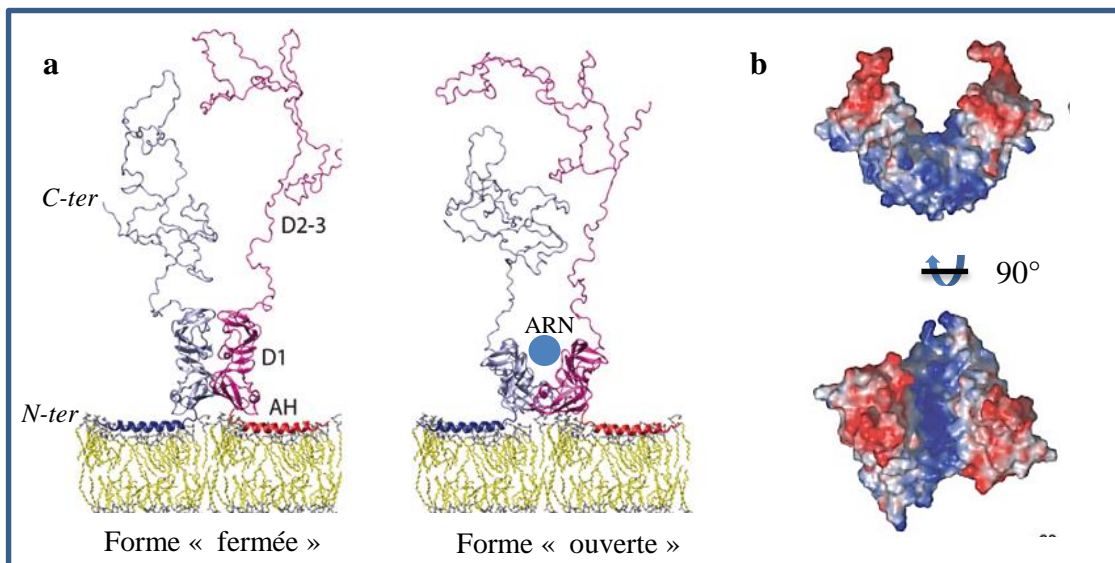 a
b
C-ter
D2-3
90°
ARN
D1
AH
N-ter
Forme « fermée »
Forme « ouverte »